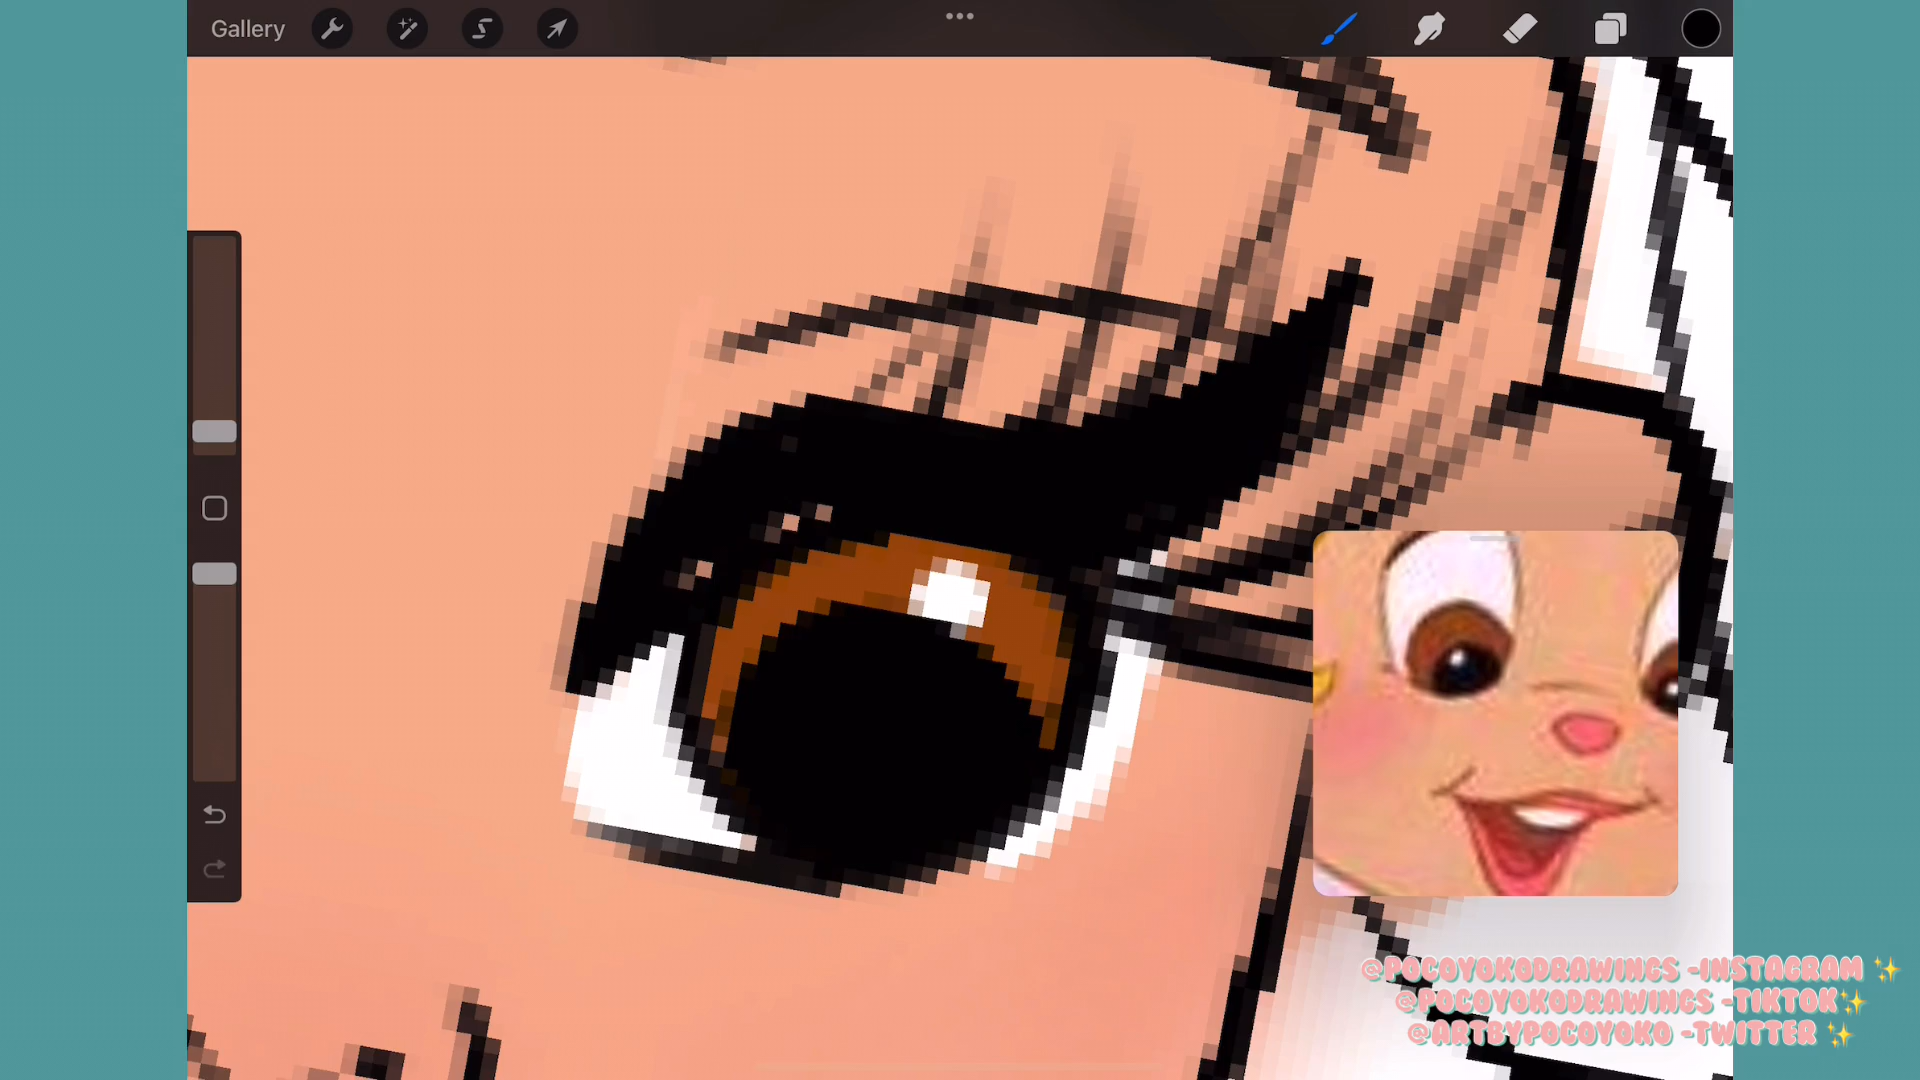 Gallery
@POCOYOKODRAWINGS -INSTAGRAM ✨
@POCOYOKODRAWINGS -TIKTOK✨
@ARTBYPOCOYOKO -TWITTER ✨